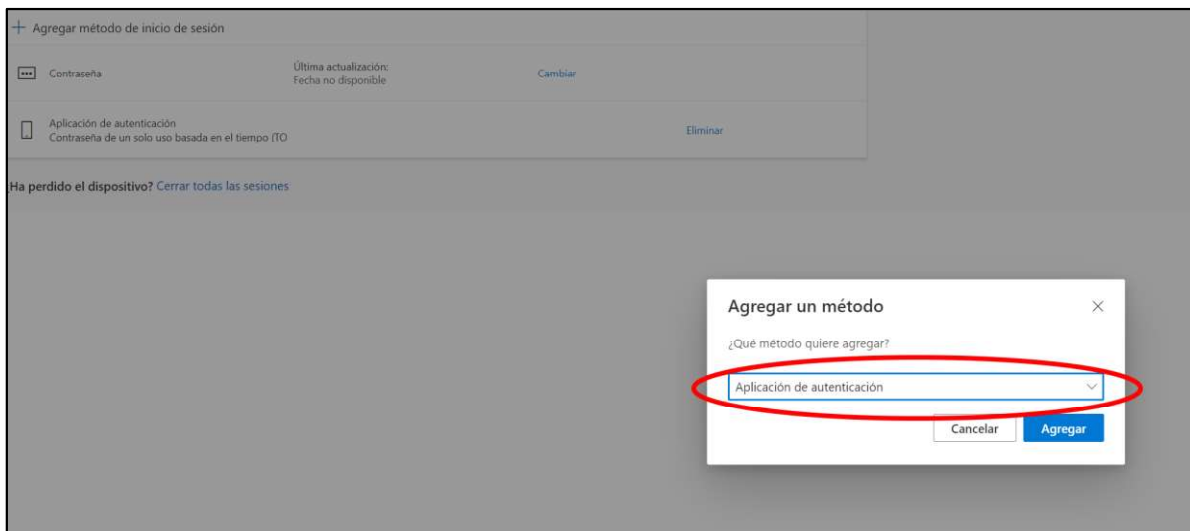 Agregar método de inicio de sesión
Contraseña
Última actualización:
Fecha no disponible
Cambiar
Aplicación de autenticación
Contraseña de un solo uso basada en el tiempo (TO
Eliminar
¿Ha perdido el dispositivo? Cerrar todas las sesiones
Agregar un método
¿Qué método quiere agregar?
Aplicación de autenticación
Cancelar
Agregar